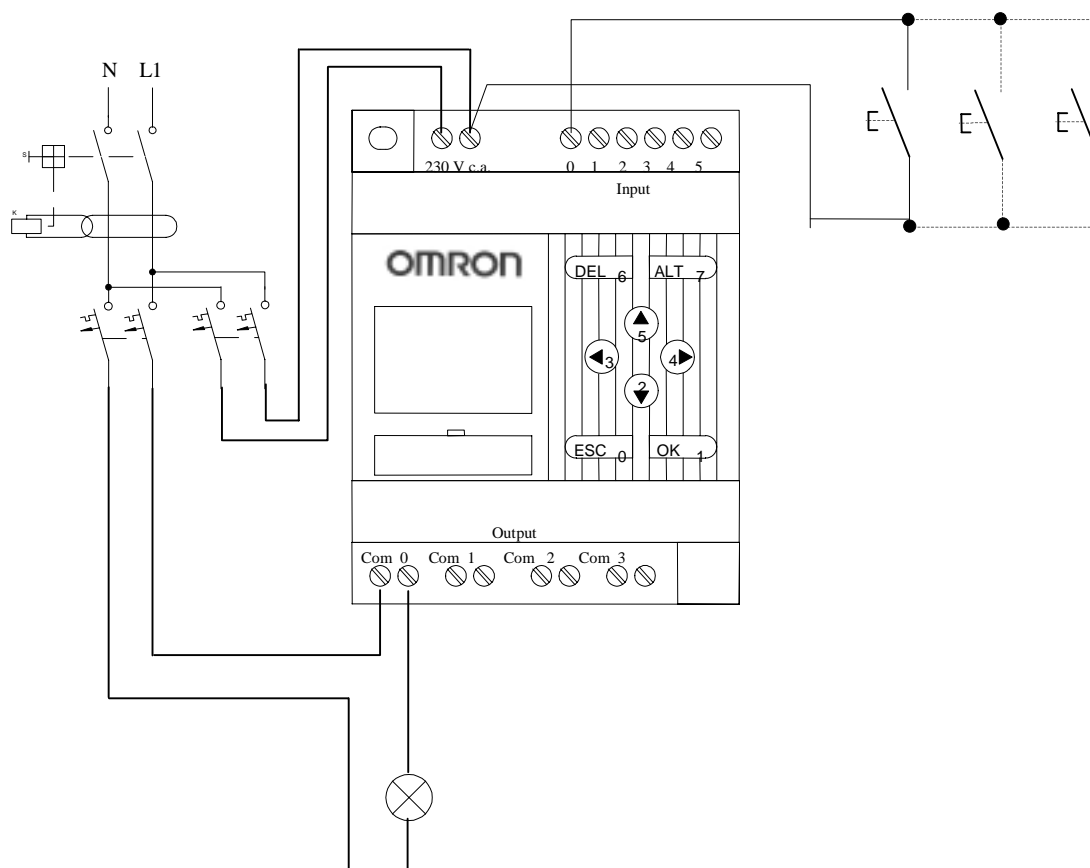 N L1
S
230 V c.a.
0 1 2 3 4 5
Input
K
OMRON
DEL 6 ALT 7
5
3 4
2
ESC 0 OK 1
Output
Com 0 Com 1 Com 2 Com 3